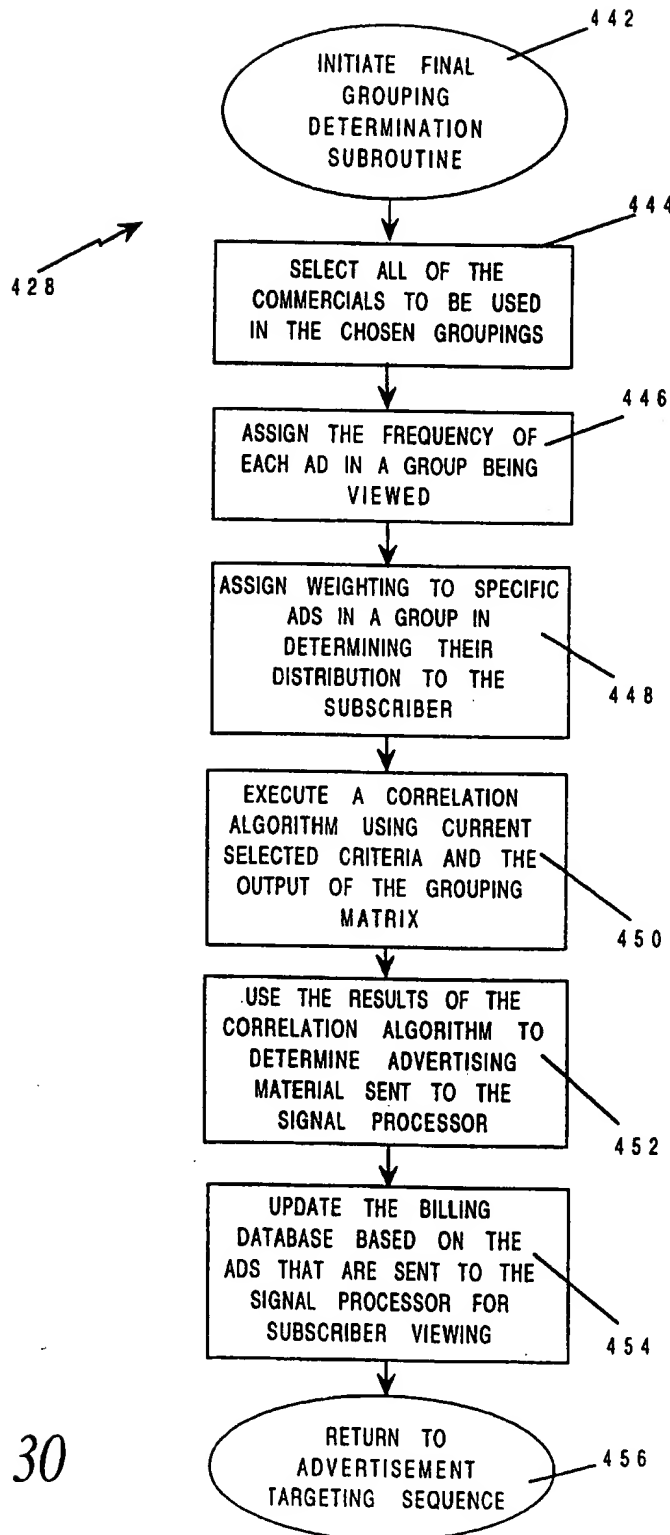 442
INITIATE FINAL
GROUPING
DETERMINATION
SUBROUTINE
428
444
SELECT ALL OF THE
COMMERCIALS TO BE USED
IN THE CHOSEN GROUPINGS
446
ASSIGN THE FREQUENCY OF
EACH AD IN A GROUP BEING
VIEWED
ASSIGN WEIGHTING TO SPECIFIC
ADS IN A GROUP IN
DETERMINING THEIR
DISTRIBUTION TO THE
SUBSCRIBER
448
EXECUTE A CORRELATION
ALGORITHM USING CURRENT
SELECTED CRITERIA AND THE
OUTPUT OF THE GROUPING
MATRIX
450
USE THE RESULTS OF THE
CORRELATION ALGORITHM TO
DETERMINE ADVERTISING
MATERIAL SENT TO THE
SIGNAL PROCESSOR
452
UPDATE THE BILLING
DATABASE BASED ON THE
ADS THAT ARE SENT TO THE
SIGNAL PROCESSOR FOR
SUBSCRIBER VIEWING
454
30
RETURN TO
ADVERTISEMENT
TARGETING SEQUENCE
456